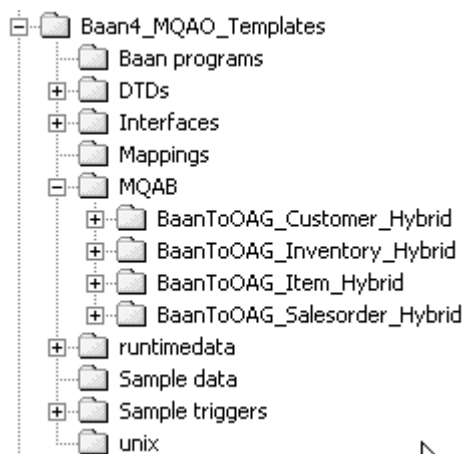 Baan4_MQAO_Templates
Baan programs
DTDs
Interfaces
Mappings
MQAB
BaanToOAG_Customer_Hybrid
BaanToOAG_Inventory_Hybrid
BaanToOAG_Item_Hybrid
BaanToOAG_Salesorder_Hybrid
runtimedata
Sample data
Sample triggers
unix